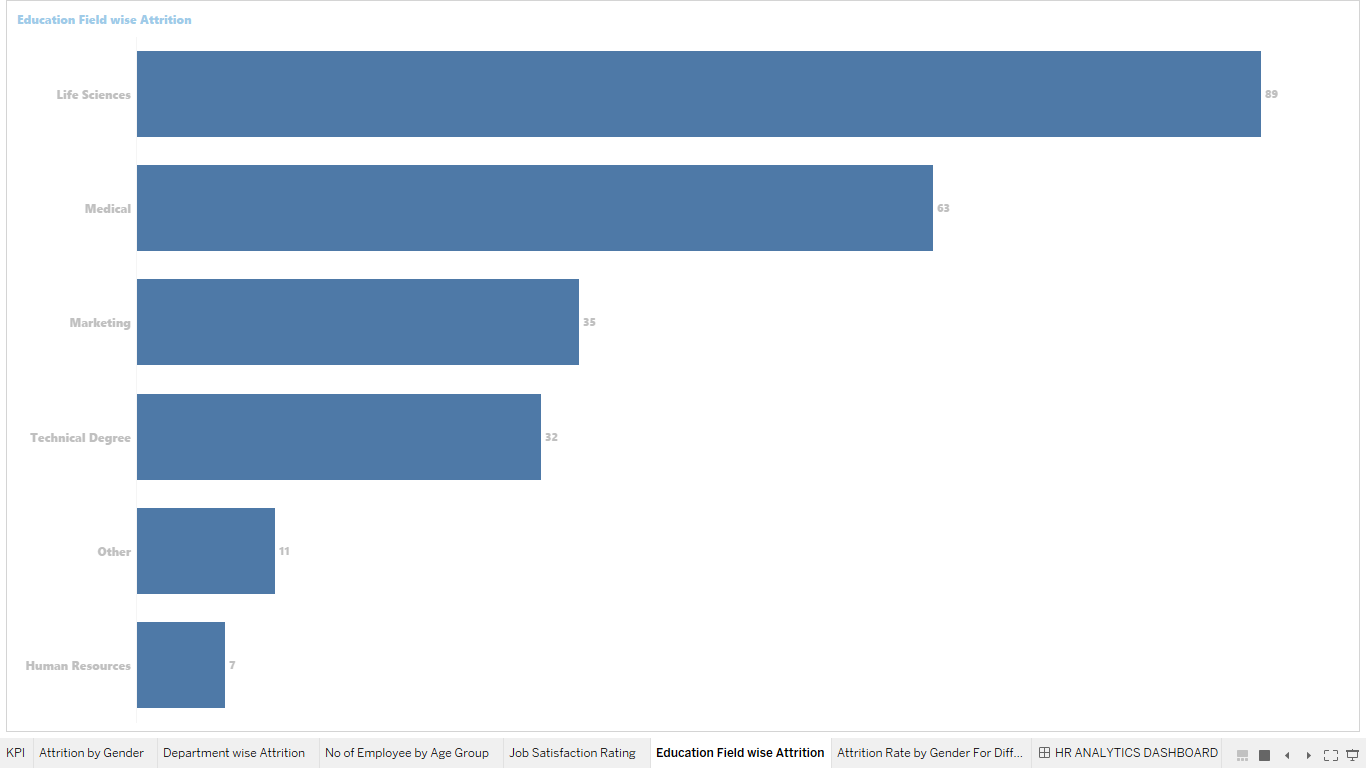 Education Field wise Attrition
Life Sciences 89
Medical 63
Marketing 35
Technical Degree 32
Other 11
Human Resources 7
KPI Attrition by Gender Department wise Attrition No of Employee by Age Group Job Satisfaction Rating Education Field wise Attrition Attrition Rate by Gender For Diff... HR ANALYTICS DASHBOARD